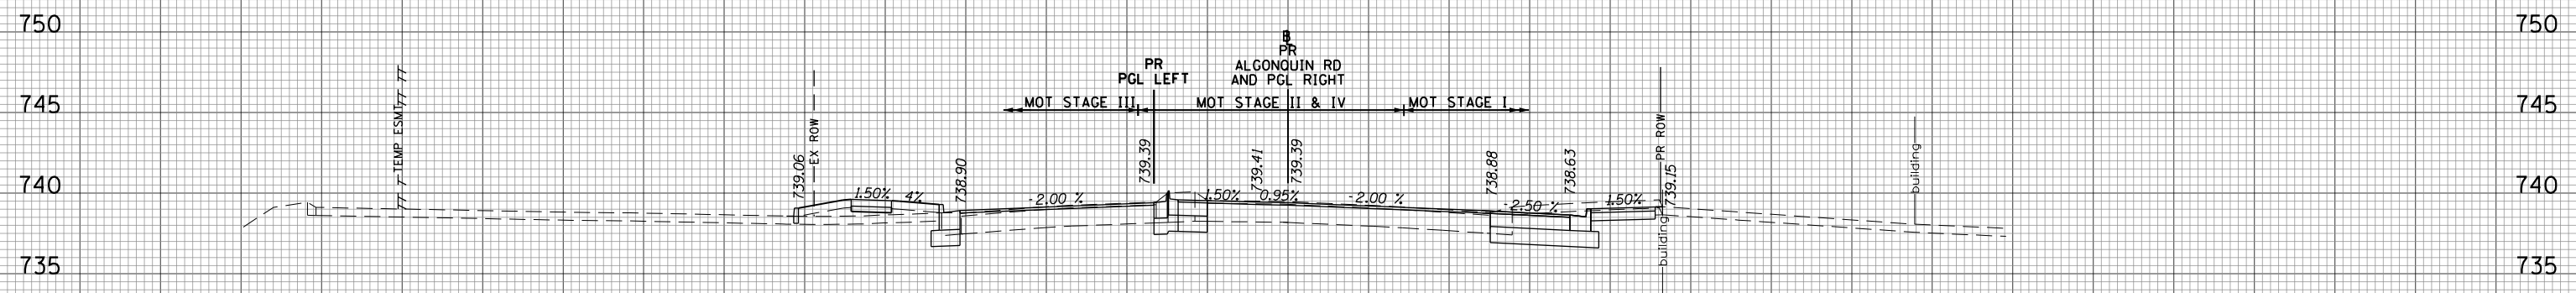 750
750
℄
PR
ALGONQUIN RD
AND PGL RIGHT
PR
PGL LEFT
745
745
MOT STAGE III
MOT STAGE II & IV
MOT STAGE I
TEMP ESMT
EX ROW
PR ROW
building
building
739.06
738.90
739.39
739.41
739.39
738.88
738.63
739.15
740
740
1.50%
4%
-2.00 %
1.50%
0.95%
-2.00 %
-2.50 %
1.50%
735
735